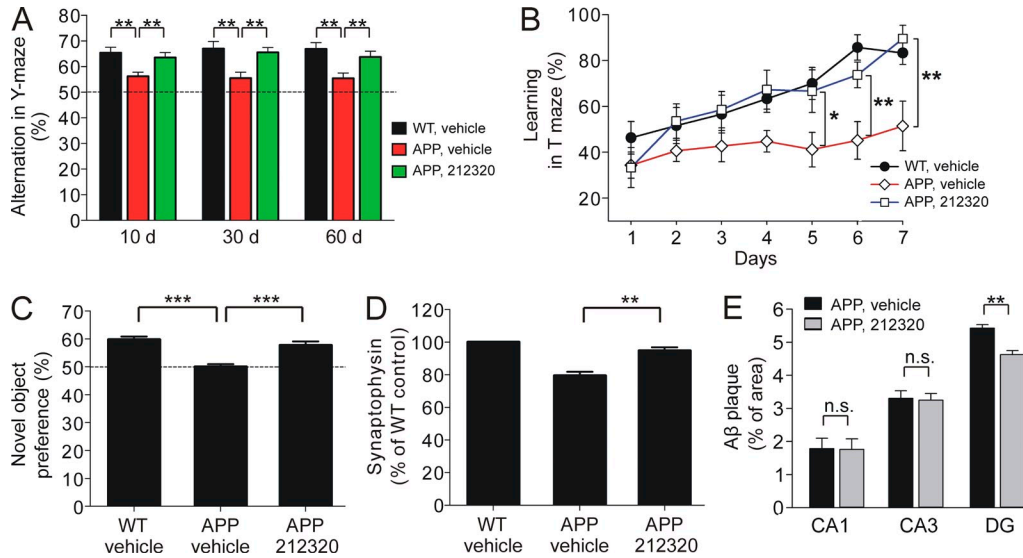 A
Alternation in Y-maze
(%)
80
70
60
50
40
30
20
10
0
** **
** **
** **
10 d
30 d
60 d
WT, vehicle
APP, vehicle
APP, 212320
B
Learning
in T maze (%)
100
80
60
40
20
1
2
3
4
5
6
7
Days
*
**
**
WT, vehicle
APP, vehicle
APP, 212320
C
Novel object
preference (%)
70
60
50
40
30
20
10
0
***
***
WT
vehicle
APP
vehicle
APP
212320
D
Synaptophysin
(% of WT control)
120
100
80
60
40
20
0
**
WT
vehicle
APP
vehicle
APP
212320
E
Aβ plaque
(% of area)
6
5
4
3
2
1
0
APP, vehicle
APP, 212320
n.s.
n.s.
**
CA1
CA3
DG